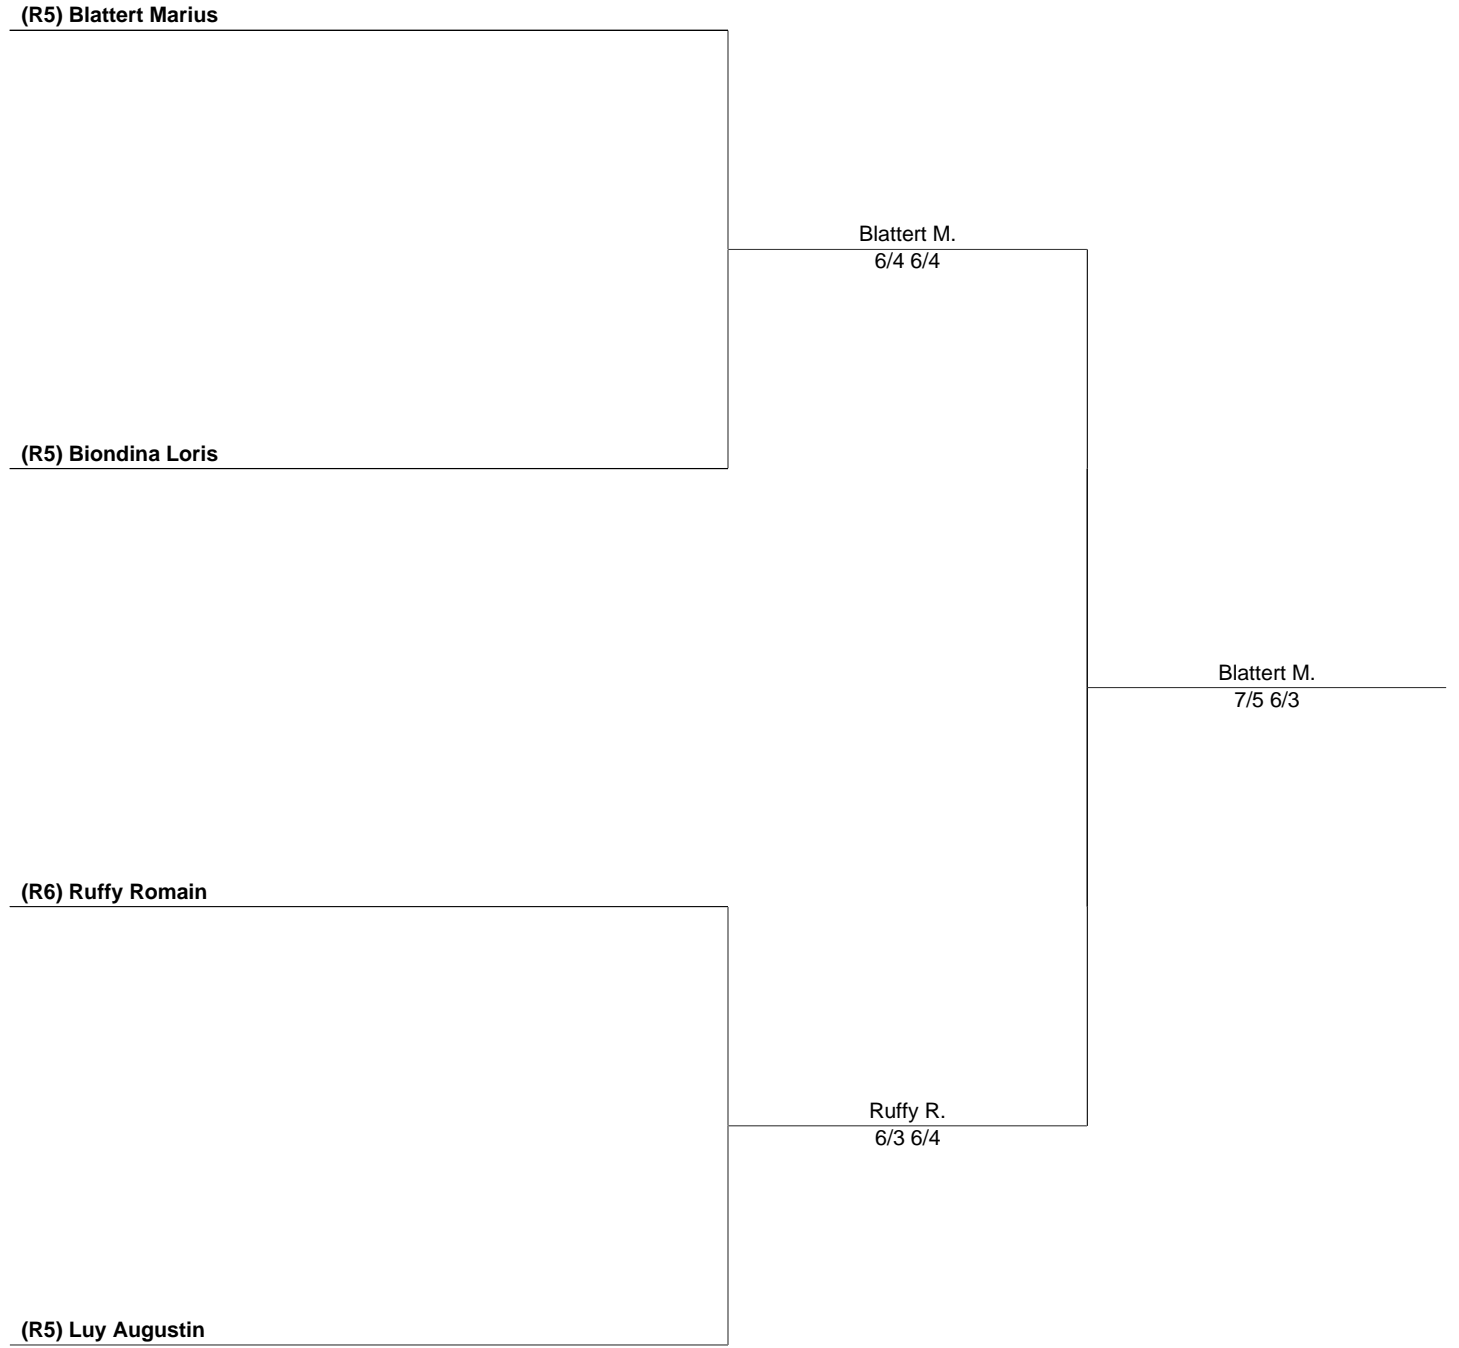 (R5) Blattert Marius
Blattert M.
6/4 6/4
(R5) Biondina Loris
Blattert M.
7/5 6/3
(R6) Ruffy Romain
Ruffy R.
6/3 6/4
(R5) Luy Augustin